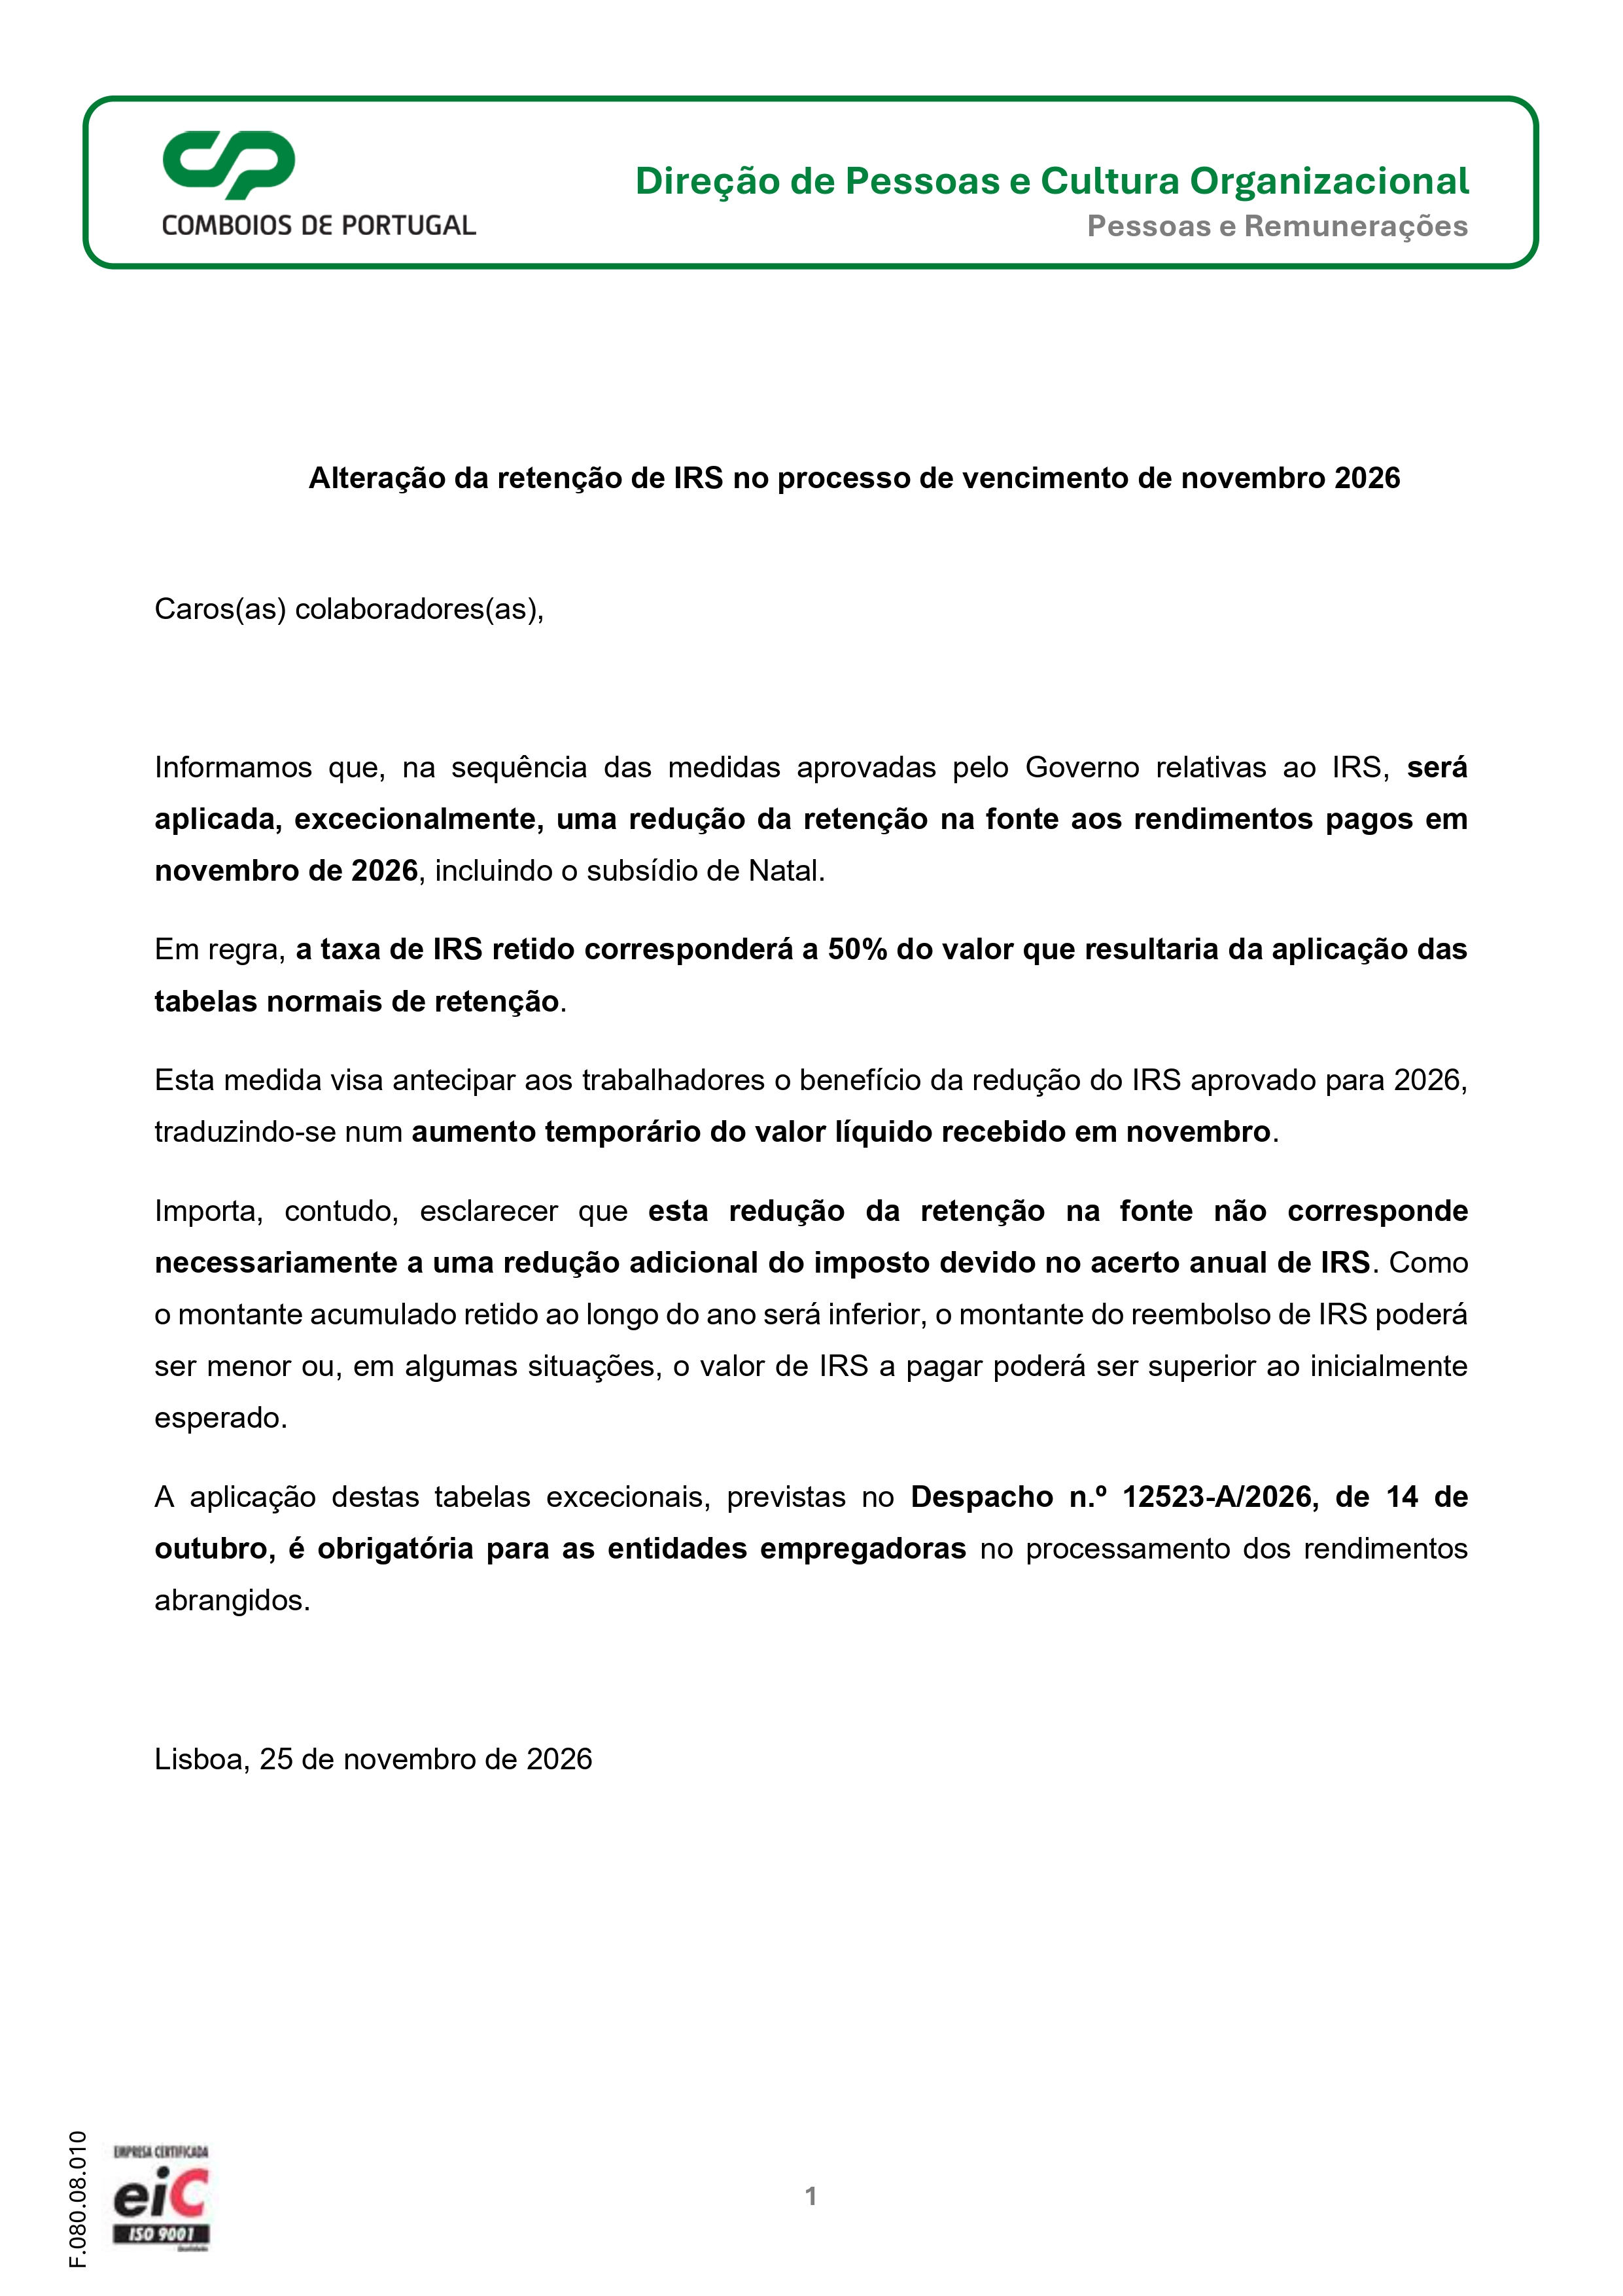 COMBOIOS DE PORTUGAL
Direção de Pessoas e Cultura Organizacional
Pessoas e Remunerações
Alteração da retenção de IRS no processo de vencimento de novembro 2026
Caros(as) colaboradores(as),
Informamos que, na sequência das medidas aprovadas pelo Governo relativas ao IRS, será
aplicada, excecionalmente, uma redução da retenção na fonte aos rendimentos pagos em
novembro de 2026, incluindo o subsídio de Natal.
Em regra, a taxa de IRS retido corresponderá a 50% do valor que resultaria da aplicação das
tabelas normais de retenção.
Esta medida visa antecipar aos trabalhadores o benefício da redução do IRS aprovado para 2026,
traduzindo-se num aumento temporário do valor líquido recebido em novembro.
Importa, contudo, esclarecer que esta redução da retenção na fonte não corresponde
necessariamente a uma redução adicional do imposto devido no acerto anual de IRS. Como
o montante acumulado retido ao longo do ano será inferior, o montante do reembolso de IRS poderá
ser menor ou, em algumas situações, o valor de IRS a pagar poderá ser superior ao inicialmente
esperado.
A aplicação destas tabelas excecionais, previstas no Despacho n.º 12523-A/2026, de 14 de
outubro, é obrigatória para as entidades empregadoras no processamento dos rendimentos
abrangidos.
Lisboa, 25 de novembro de 2026
F.080.08.010
EMPRESA CERTIFICADA
eiC
ISO 9001
1